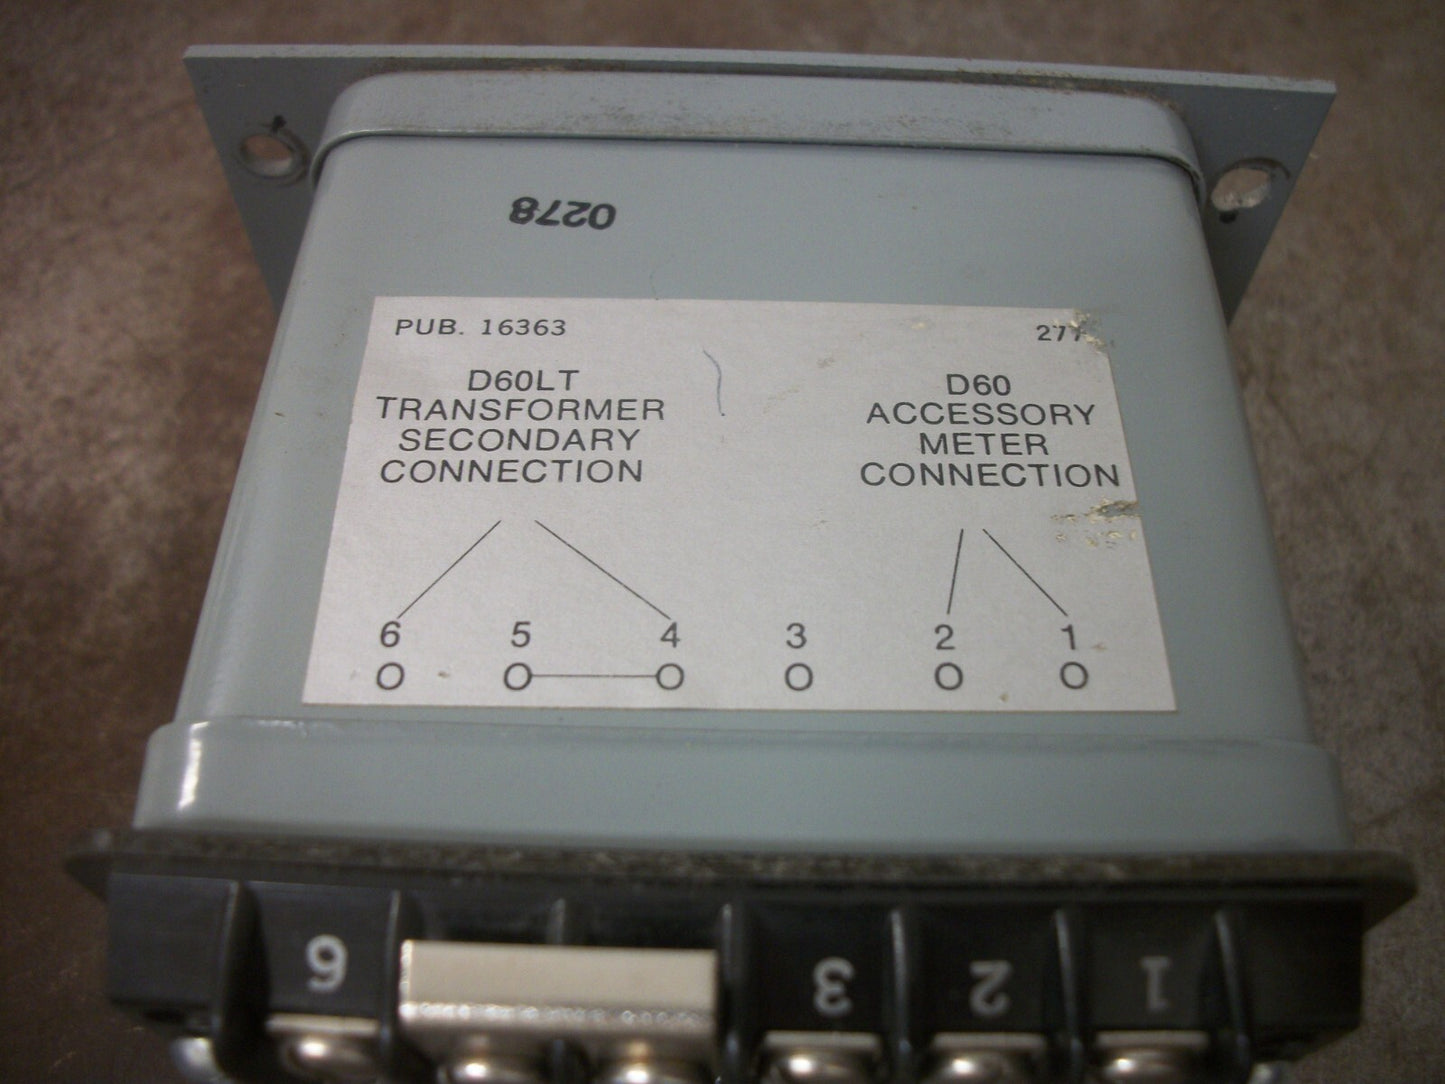 0278
PUB. 16363
277
D60LT
TRANSFORMER
SECONDARY
CONNECTION
D60
ACCESSORY
METER
CONNECTION
6 5 4 3 2 1
6 3 2 1